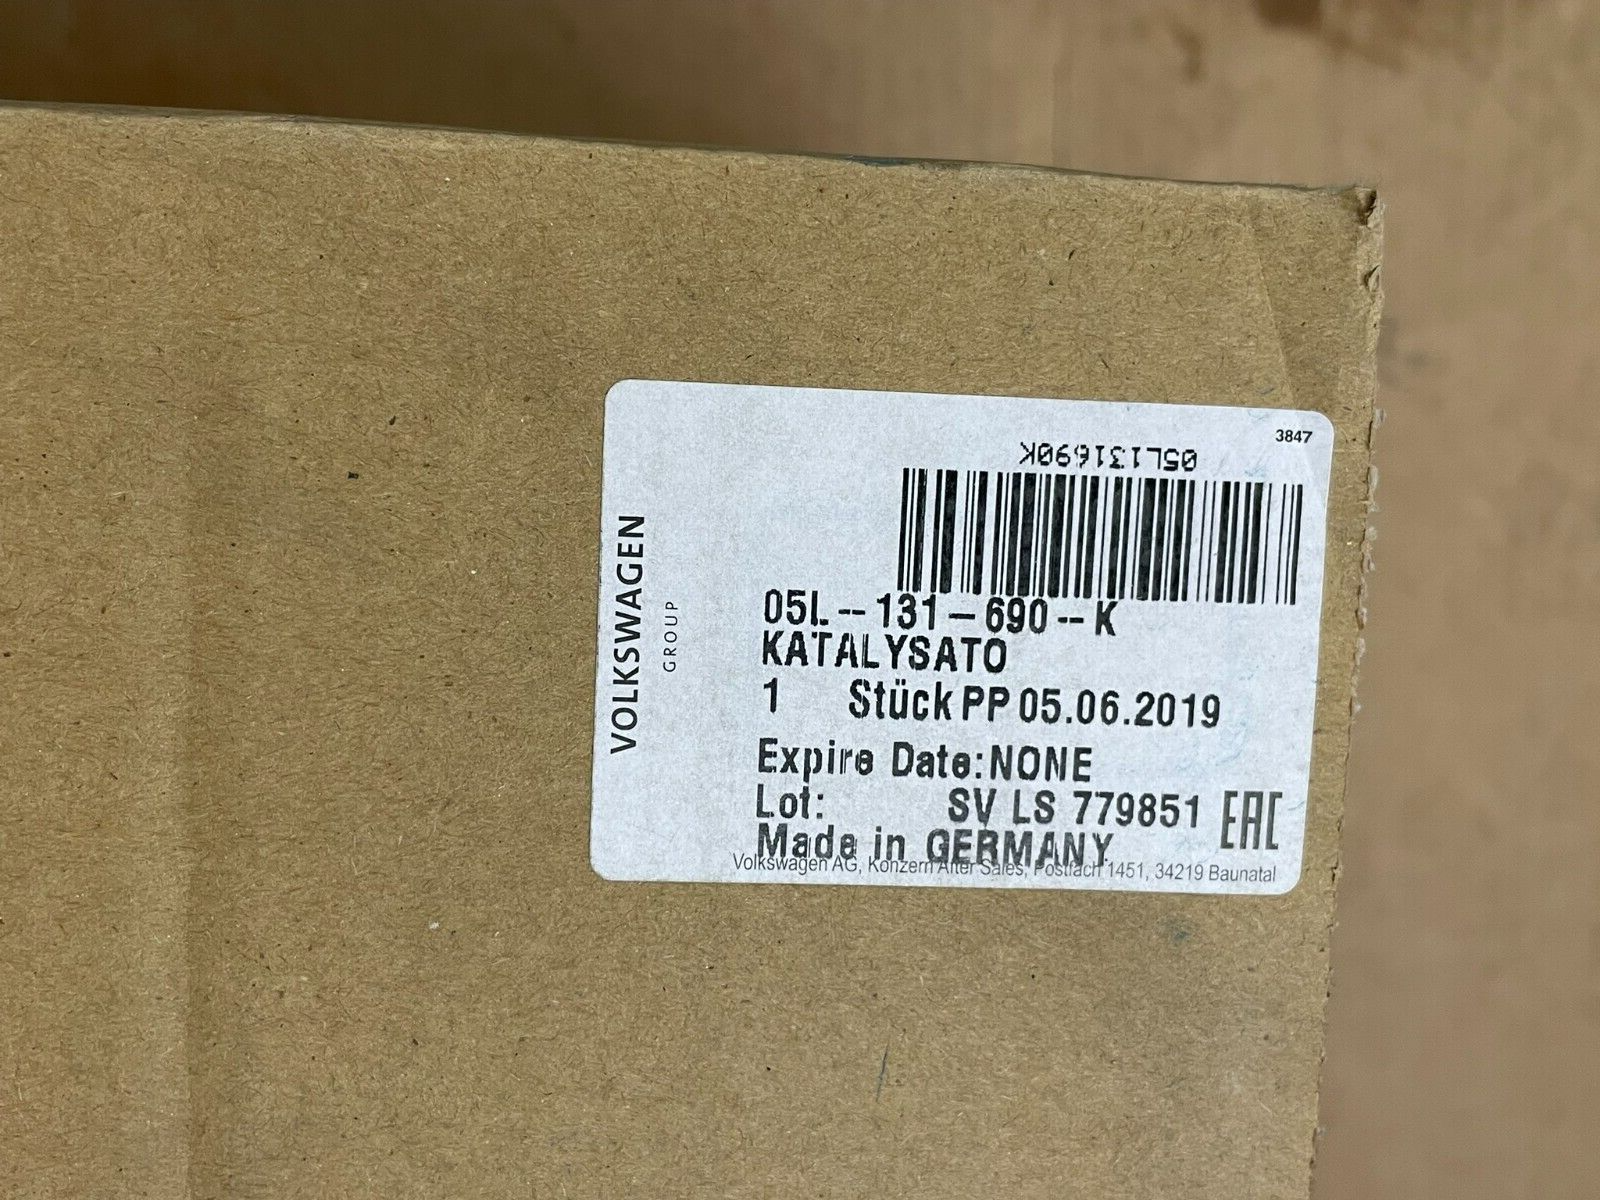 3847
05L131690K
VOLKSWAGEN
GROUP
05L--131-690--K
KATALYSATO
1 Stück PP 05.06.2019
Expire Date:NONE
Lot: SV LS 779851 EAC
Made in GERMANY
Volkswagen AG, Konzern After Sales, Postfach 1451, 34219 Baunatal